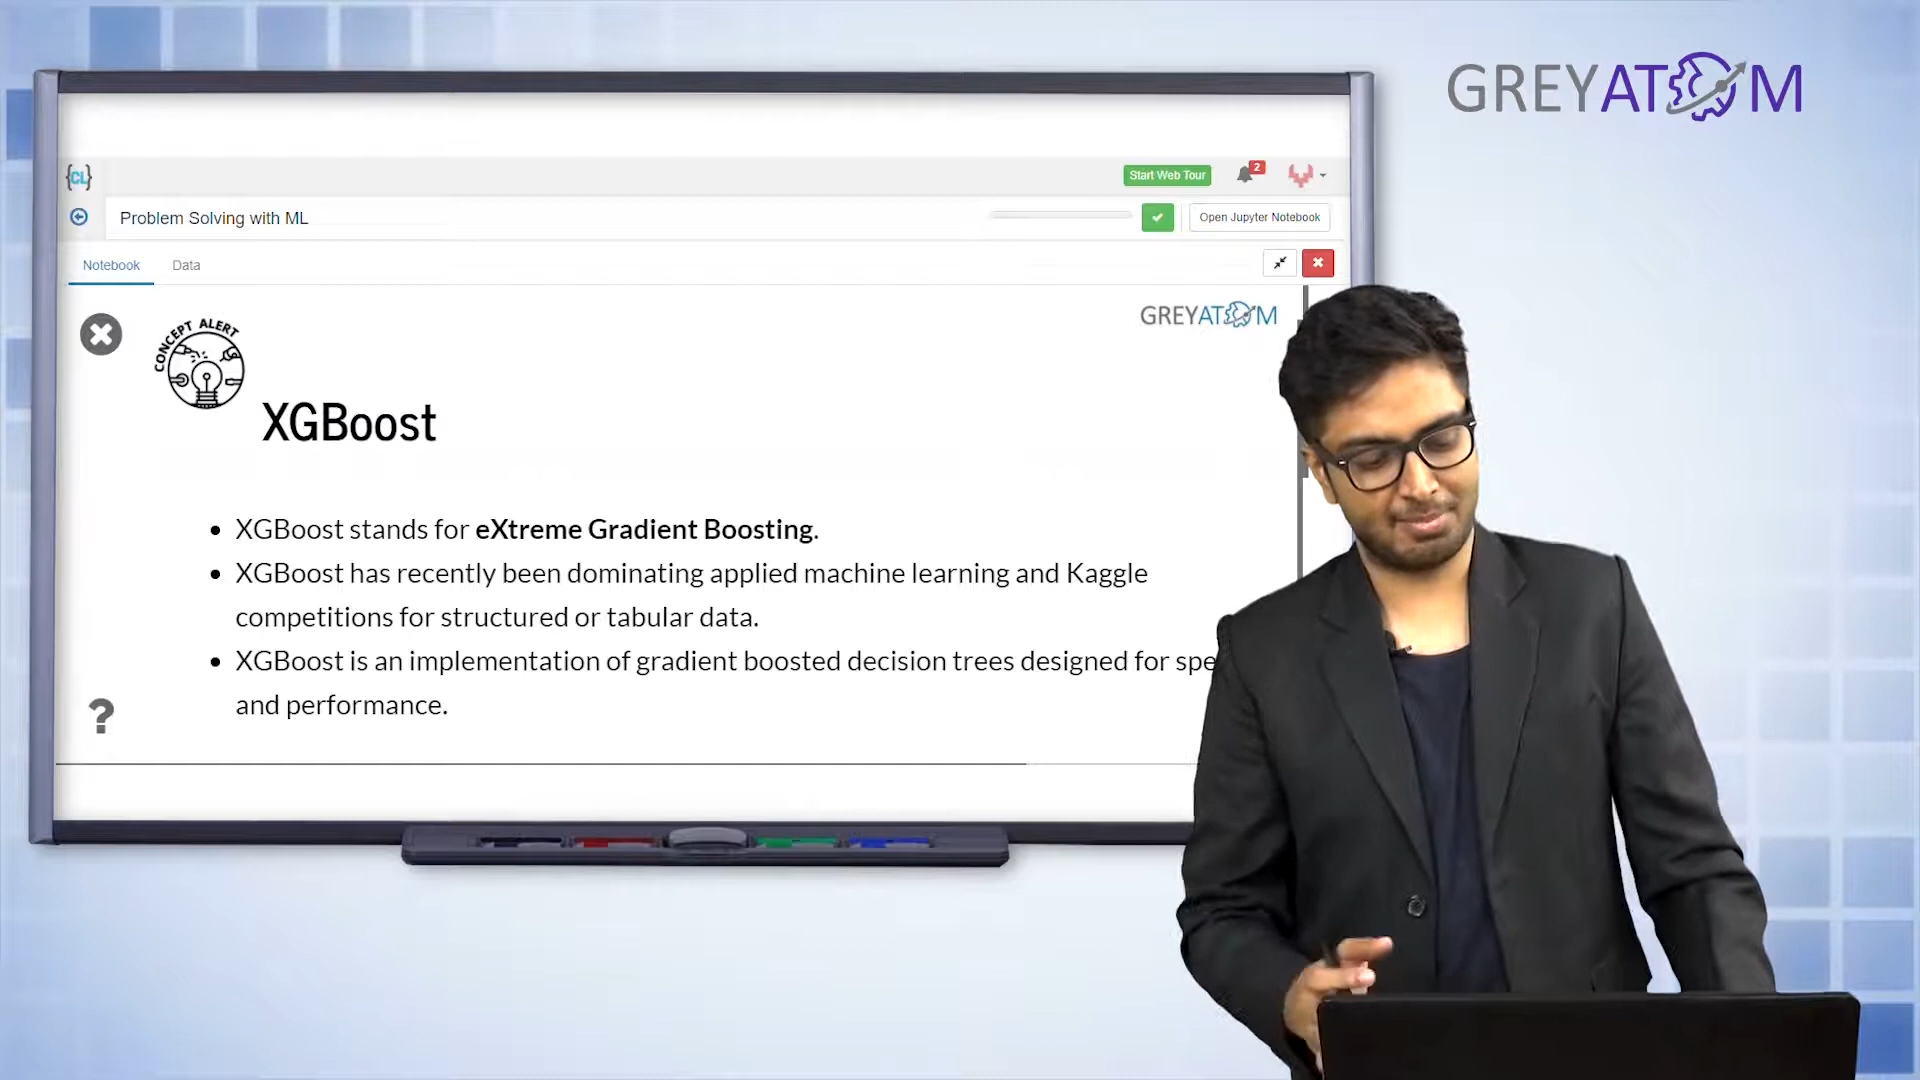 GREYATOM
{CL}
Start Web Tour
2
Problem Solving with ML
Open Jupyter Notebook
Notebook
Data
GREYATOM
CONCEPT ALERT
XGBoost
• XGBoost stands for eXtreme Gradient Boosting.
• XGBoost has recently been dominating applied machine learning and Kaggle
competitions for structured or tabular data.
• XGBoost is an implementation of gradient boosted decision trees designed for
and performance.
?